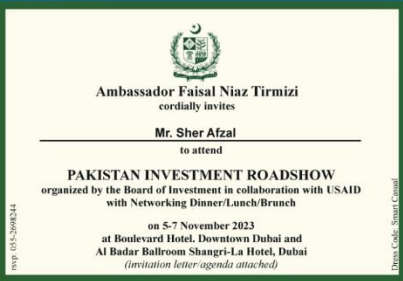 Ambassador Faisal Niaz Tirmizi
cordially invites
Mr. Sher Afzal
to attend
PAKISTAN INVESTMENT ROADSHOW
organized by the Board of Investment in collaboration with USAID
with Networking Dinner/Lunch/Brunch
on 5-7 November 2023
at Boulevard Hotel. Downtown Dubai and
Al Badar Ballroom Shangri-La Hotel, Dubai
(invitation letter/agenda attached)
rsvp. 055-2698244
Dress Code: Smart Casual